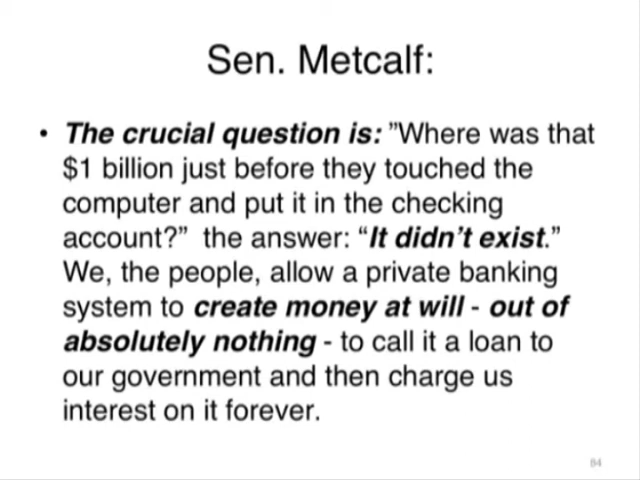 Sen. Metcalf:
• The crucial question is: ”Where was that
$1 billion just before they touched the
computer and put it in the checking
account?” the answer: “It didn’t exist.”
We, the people, allow a private banking
system to create money at will - out of
absolutely nothing - to call it a loan to
our government and then charge us
interest on it forever.
84